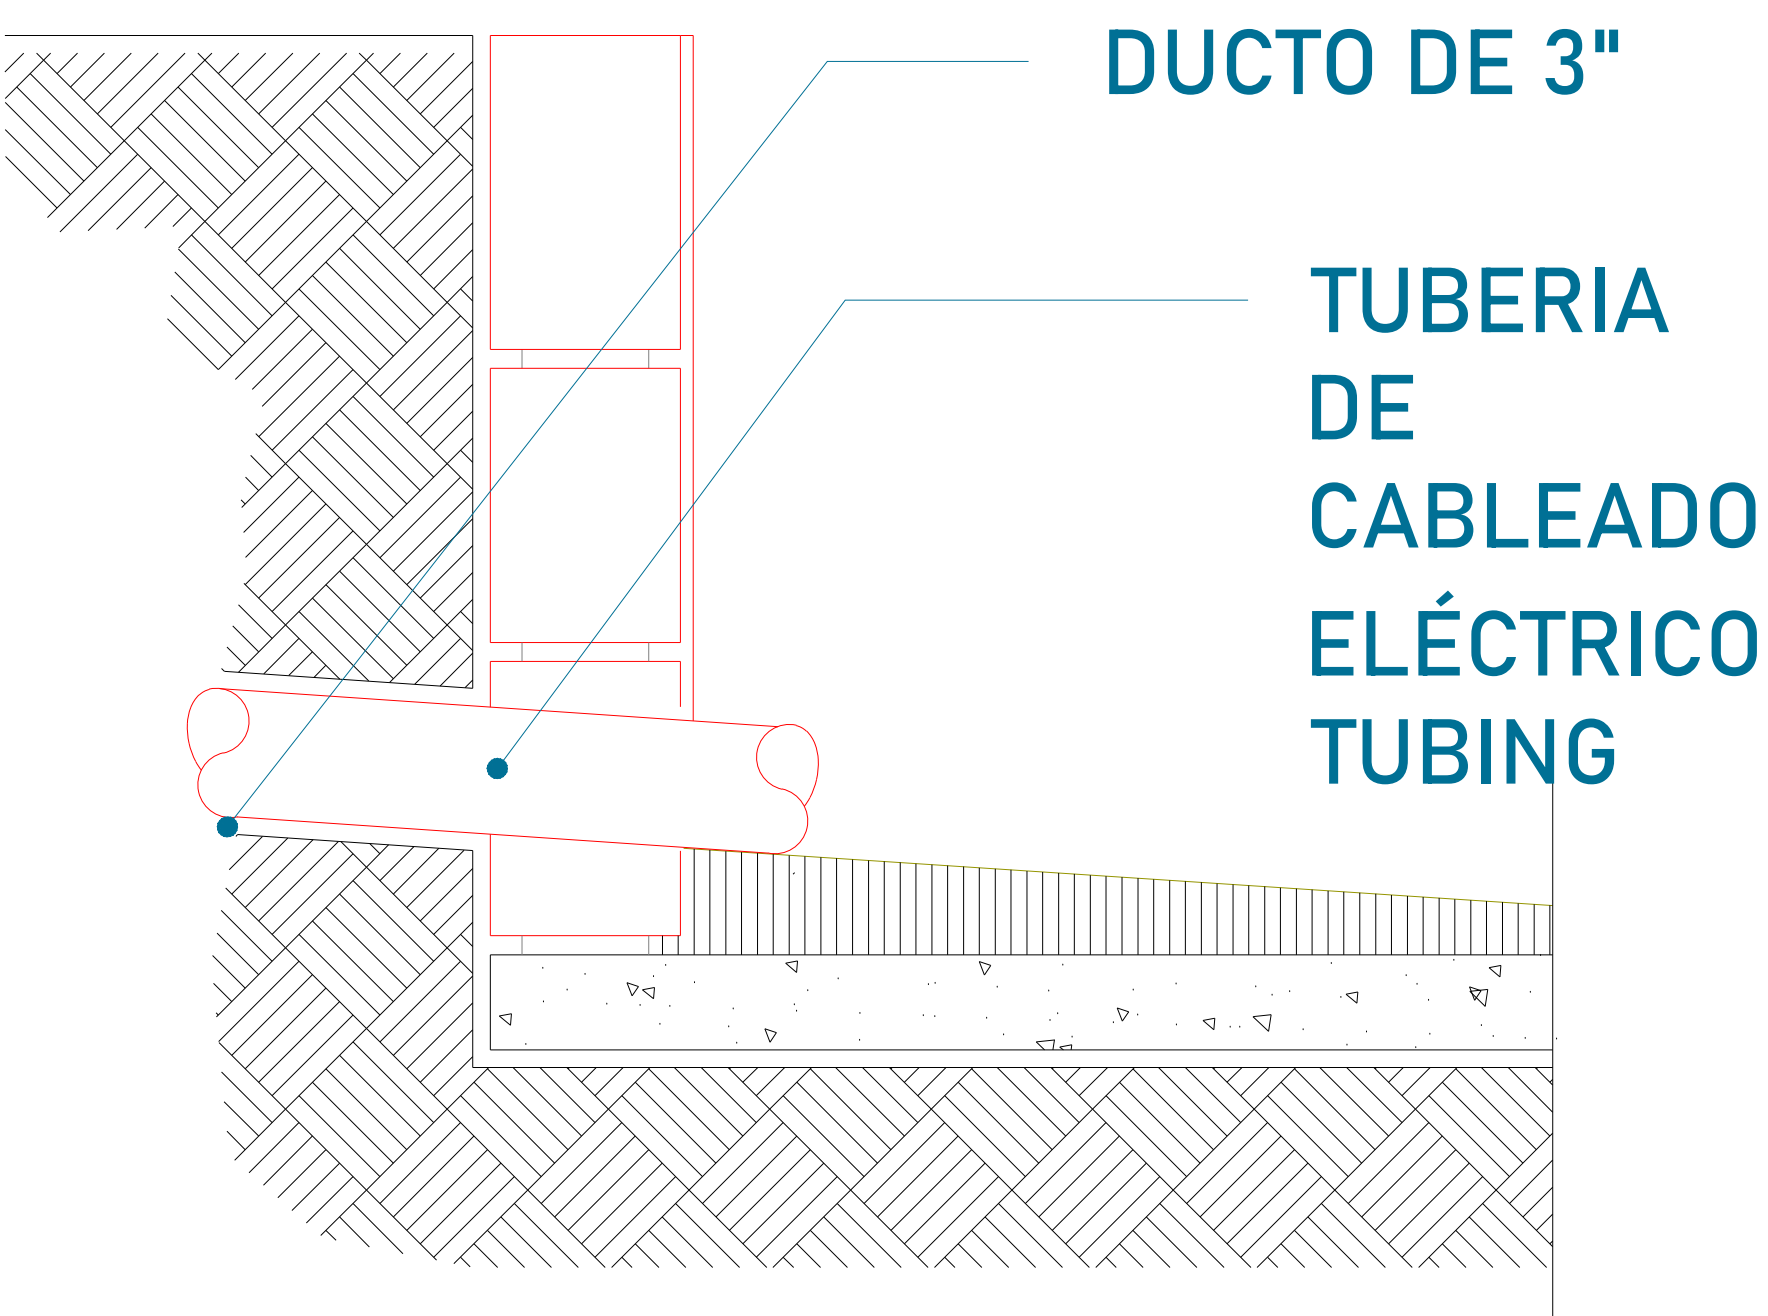 DUCTO DE 3"
TUBERIA
DE
CABLEADO
ELÉCTRICO
TUBING